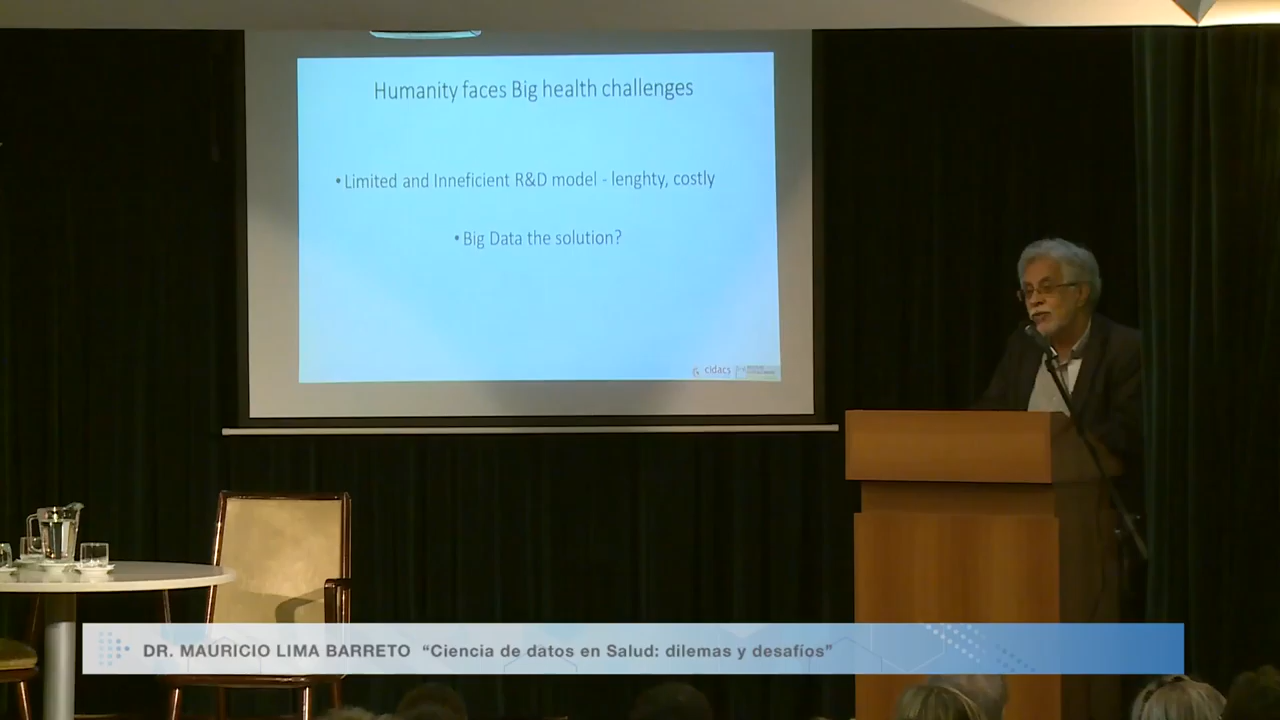 Humanity faces Big health challenges
• Limited and Inneficient R&D model - lenghty, costly
• Big Data the solution?
cidacs
DR. MAURICIO LIMA BARRETO “Ciencia de datos en Salud: dilemas y desafíos”